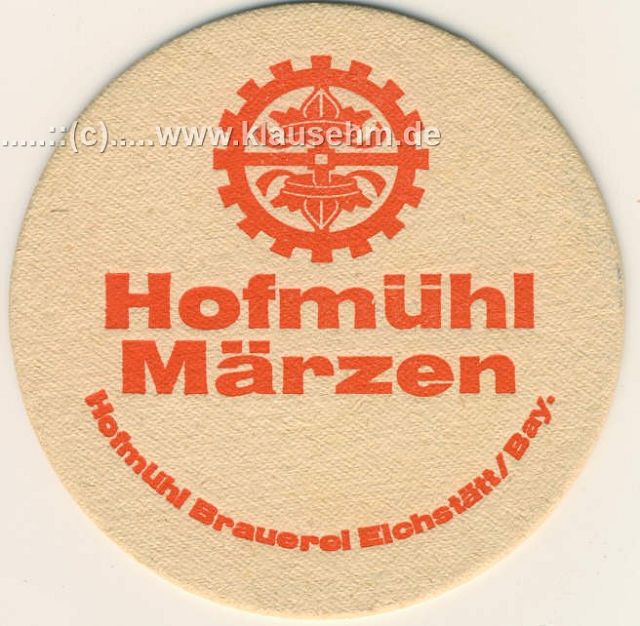 .....::(c).....www.klausehm.de
Hofmühl
Märzen
Hofmühl Brauerei Eichstätt/Bay.